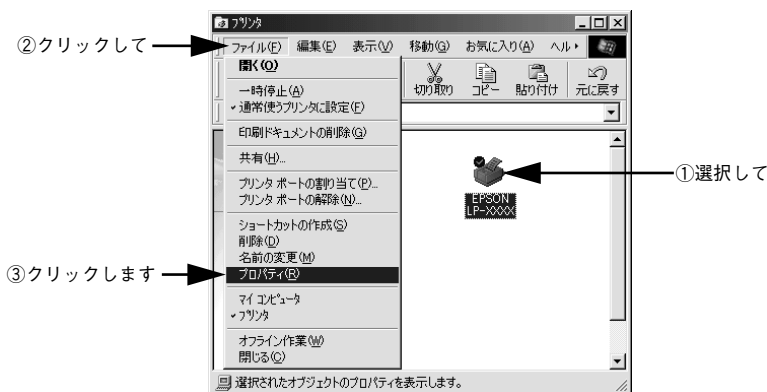 プリンタ
②クリックして
ファイル(F) 編集(E) 表示(V) 移動(G) お気に入り(A) ヘル
開く(O)
切り取り コピー 貼り付け 元に戻す
一時停止(A)
通常使うプリンタに設定(F)
印刷ドキュメントの削除(G)
共有(H)...
プリンタ ポートの割り当て(P)...
プリンタ ポートの解除(N)...
ショートカットの作成(S)
削除(D)
名前の変更(M)
プロパティ(R)
マイ コンピュータ
プリンタ
オフライン作業(W)
閉じる(C)
EPSON
LP-XXXX
①選択して
③クリックします
選択されたオブジェクトのプロパティを表示します。